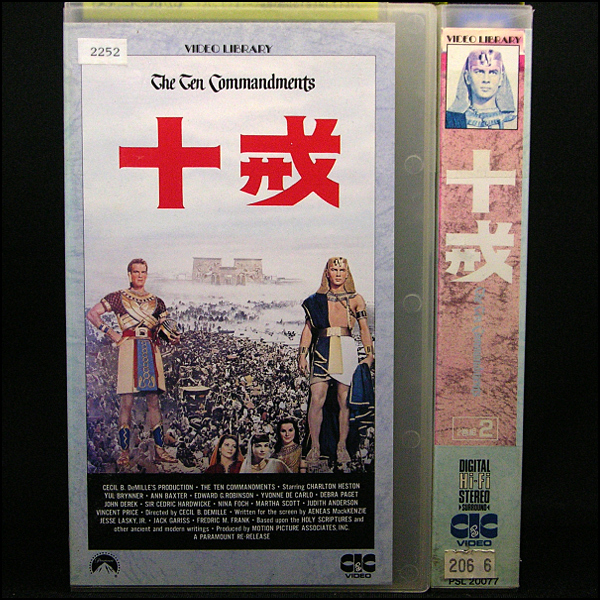 2252
VIDEO LIBRARY
The Ten Commandments
十戒
CECIL B. DeMILLE'S PRODUCTION • THE TEN COMMANDMENTS • Starring CHARLTON HESTON
YUL BRYNNER • ANN BAXTER • EDWARD G.ROBINSON • YVONNE DE CARLO • DEBRA PAGET
JOHN DEREK • SIR CEDRIC HARDWICKE • NINA FOCH • MARTHA SCOTT • JUDITH ANDERSON
VINCENT PRICE • Directed by CECIL B. DEMILLE • Written for the screen by AENEAS MacKENZIE
JESSE LASKY, JR. • JACK GARISS • FREDRIC M. FRANK • Based upon the HOLY SCRIPTURES and
other ancient and modern writings • Produced by MOTION PICTURE ASSOCIATES, INC.
A PARAMOUNT RE-RELEASE
Paramount
CIC
VIDEO
VIDEO LIBRARY
十戒
2
DIGITAL
Hi-Fi
STEREO
SURROUND
CIC
VIDEO
206 6
PSL 20077